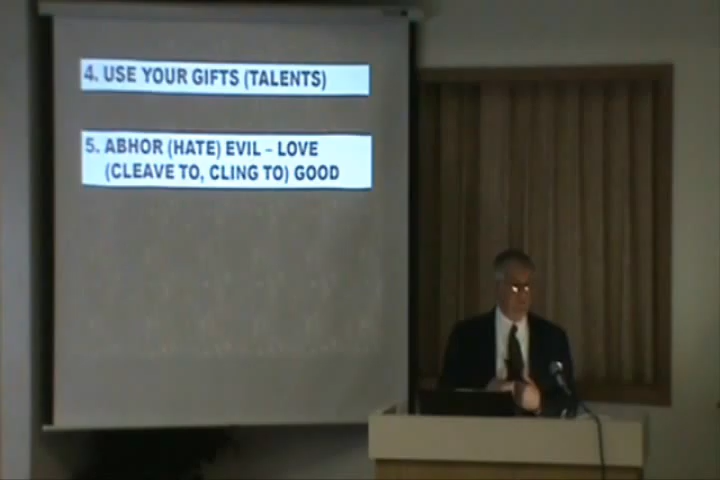 4. USE YOUR GIFTS (TALENTS)
5. ABHOR (HATE) EVIL – LOVE
(CLEAVE TO, CLING TO) GOOD